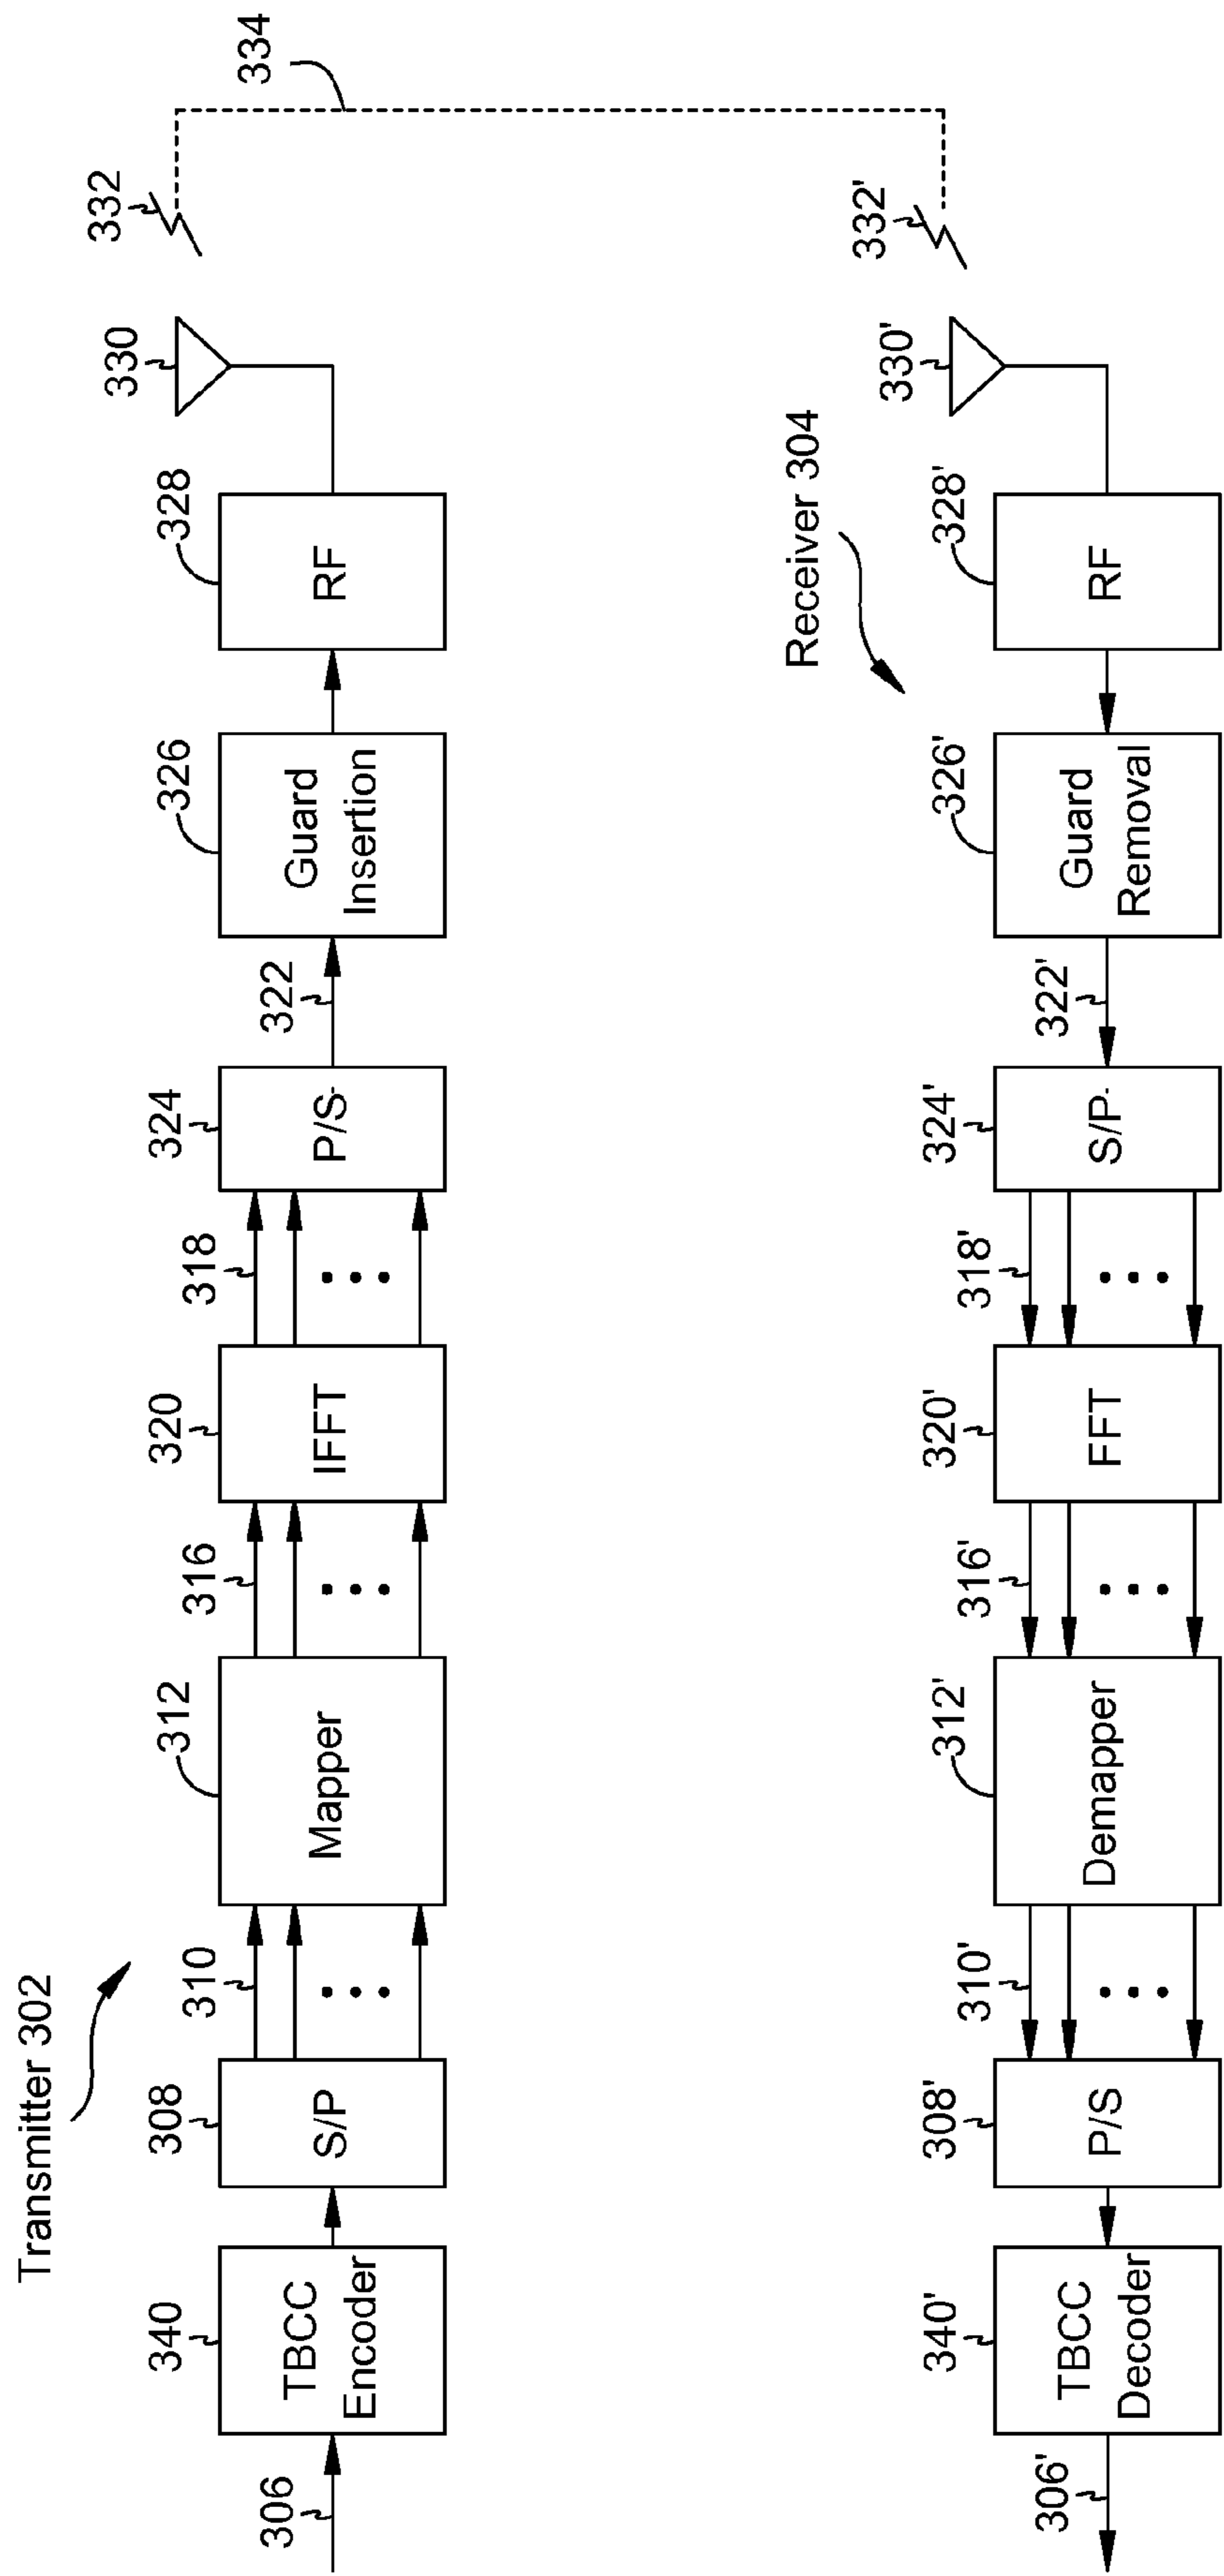 Transmitter 302
306
340
TBCC
Encoder
308
S/P
310
312
Mapper
316
320
IFFT
318
324
P/S
322
326
Guard
Insertion
328
RF
330
332
334
Receiver 304
306'
340'
TBCC
Decoder
308'
P/S
310'
312'
Demapper
316'
320'
FFT
318'
324'
S/P
322'
326'
Guard
Removal
328'
RF
330'
332'